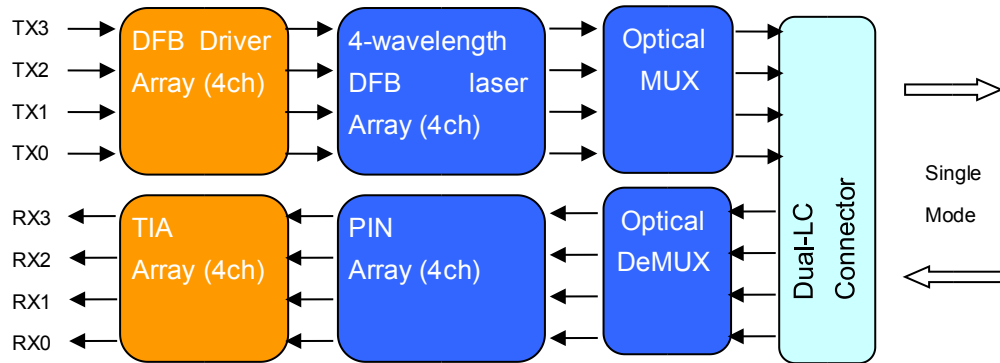 TX3
TX2
TX1
TX0
DFB Driver
Array (4ch)
4-wavelength
DFB laser
Array (4ch)
Optical
MUX
RX3
RX2
RX1
RX0
TIA
Array (4ch)
PIN
Array (4ch)
Optical
DeMUX
Dual-LC
Connector
Single
Mode